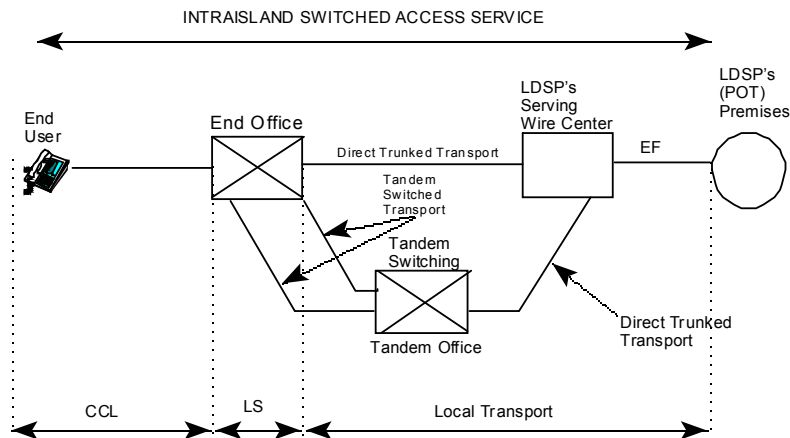 INTRAISLAND SWITCHED ACCESS SERVICE
LDSP's
(POT)
Premises
LDSP's
Serving
Wire Center
End
User
End Office
Direct Trunked Transport
EF
Tandem
Switched
Transport
Tandem
Switching
Tandem Office
Direct Trunked
Transport
CCL
LS
Local Transport